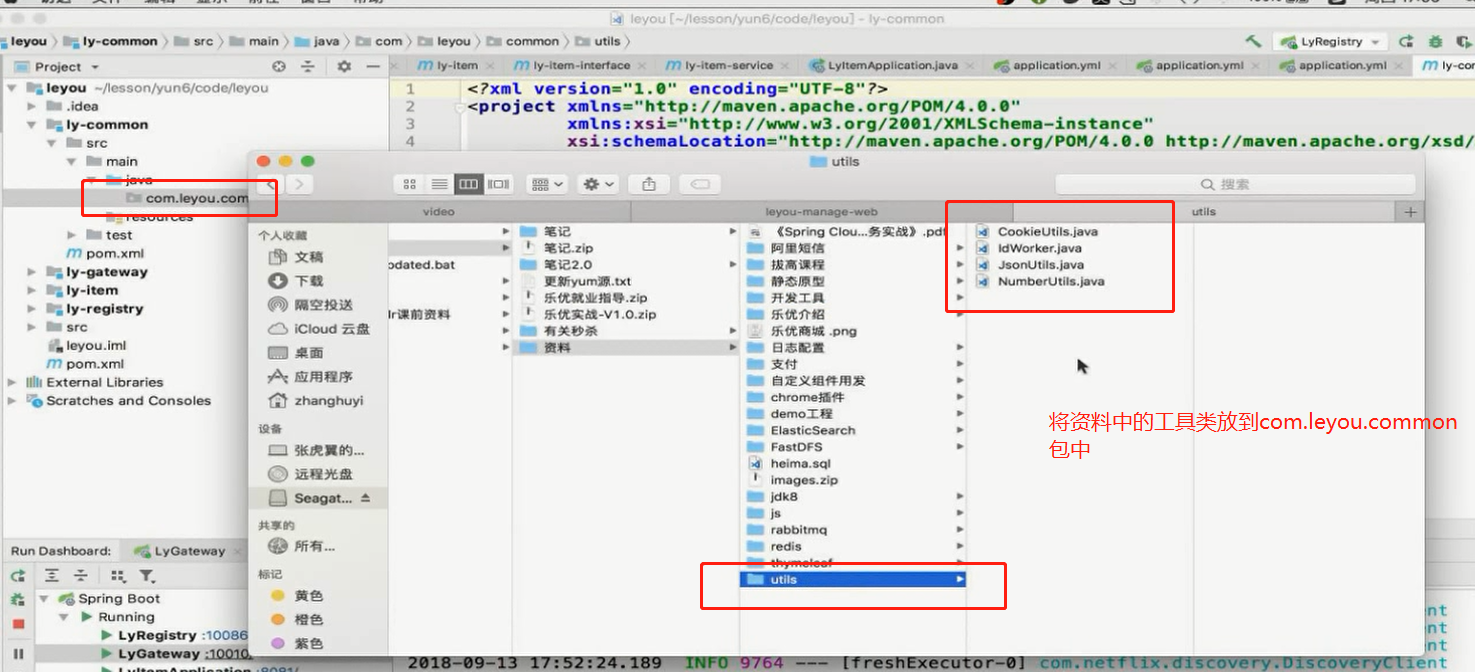 leyou [~/lesson/yun6/code/leyou] - ly-common
leyou ly-common src main java com leyou common utils
LyRegistry
Project
ly-item ly-item-interface ly-item-service LyItemApplication.java application.yml application.yml application.yml
leyou ~/lesson/yun6/code/leyou
.idea
ly-common
src
main
java
com.leyou.com
resources
test
pom.xml
ly-gateway
ly-item
ly-registry
src
leyou.iml
pom.xml
External Libraries
Scratches and Consoles
1 <?xml version="1.0" encoding="UTF-8"?>
2 <project xmlns="http://maven.apache.org/POM/4.0.0"
3 xmlns:xsi="http://www.w3.org/2001/XMLSchema-instance"
4 xsi:schemaLocation="http://maven.apache.org/POM/4.0.0 http://maven.apache.org/xsd/
utils
搜索
video leyou-manage-web utils
个人收藏
文稿
下载
隔空投送
iCloud 云盘
桌面
应用程序
zhanghuyi
设备
张虎翼的...
远程光盘
Seagat...
共享的
所有...
标记
黄色
橙色
紫色
pdated.bat
lr课前资料
笔记
笔记.zip
笔记2.0
更新yum源.txt
乐优就业指导.zip
乐优实战-V1.0.zip
有关秒杀
资料
《Spring Clou...务实战》.pdf
阿里短信
拔高课程
静态原型
开发工具
乐优介绍
乐优商城 .png
日志配置
支付
自定义组件用发
chrome插件
demo工程
ElasticSearch
FastDFS
heima.sql
images.zip
jdk8
js
rabbitmq
redis
thymeleaf
utils
CookieUtils.java
IdWorker.java
JsonUtils.java
NumberUtils.java
将资料中的工具类放到com.leyou.common
包中
Run Dashboard: LyGateway
Spring Boot
Running
LyRegistry :10086
LyGateway :10010
LyItemApplication :8081/
2018-09-13 17:52:24.189 INFO 9764 --- [freshExecutor-0] com.netflix.discovery.DiscoveryClient